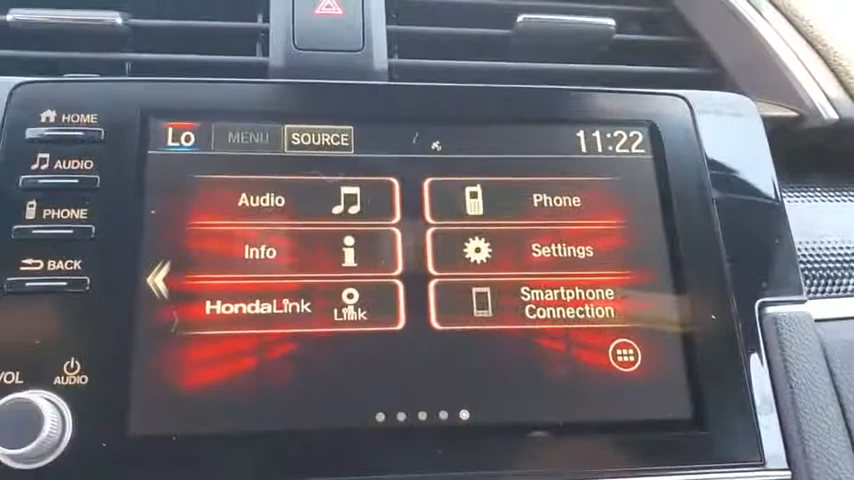 HOME
AUDIO
PHONE
BACK
VOL
AUDIO
Lo
MENU
SOURCE
11:22
Audio
Phone
Info
Settings
HondaLink
Link
Smartphone
Connection